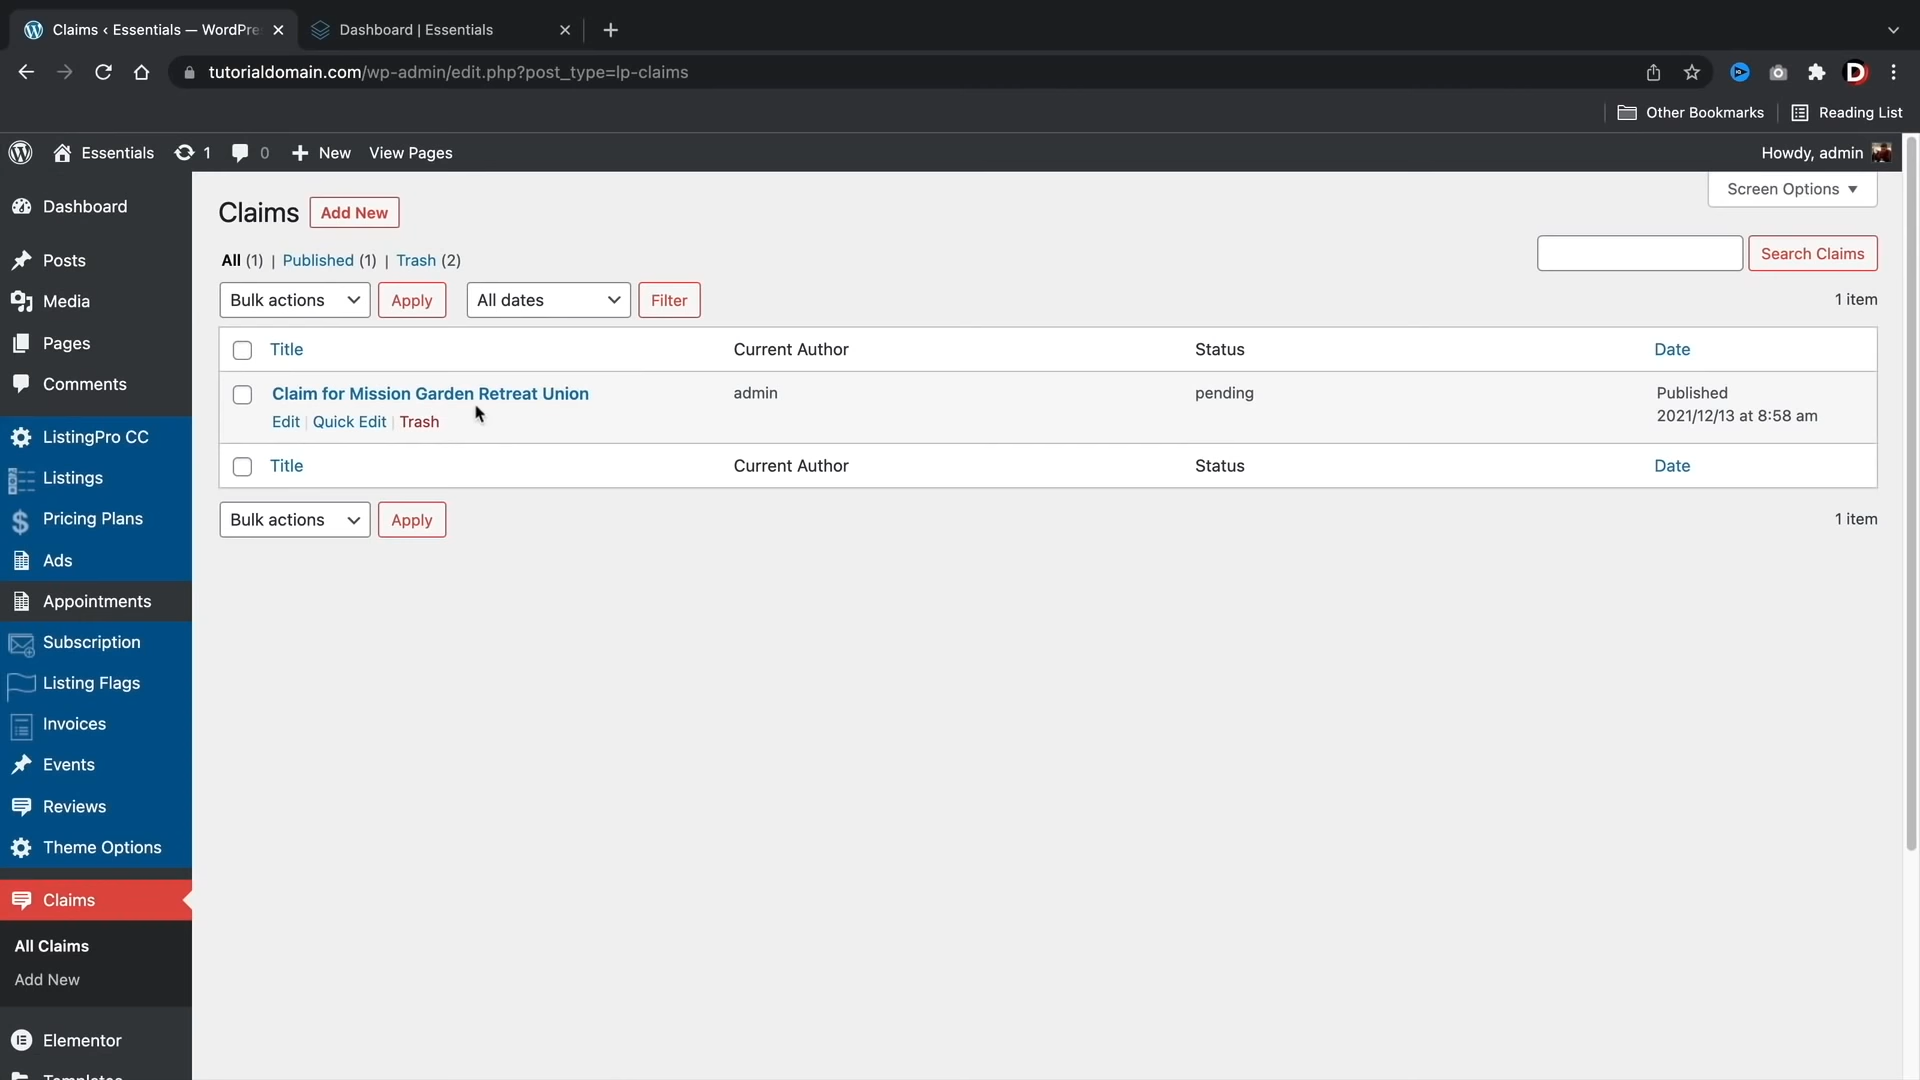 Claims ‹ Essentials — WordPre
Dashboard | Essentials
tutorialdomain.com/wp-admin/edit.php?post_type=lp-claims
Other Bookmarks
Reading List
Essentials
1
0
New
View Pages
Howdy, admin
Dashboard
Posts
Media
Pages
Comments
ListingPro CC
Listings
Pricing Plans
Ads
Appointments
Subscription
Listing Flags
Invoices
Events
Reviews
Theme Options
Claims
All Claims
Add New
Elementor
Templates
Screen Options
Claims
Add New
All (1) | Published (1) | Trash (2)
Search Claims
Bulk actions
Apply
All dates
Filter
1 item
Title
Current Author
Status
Date
Claim for Mission Garden Retreat Union
admin
pending
Published
2021/12/13 at 8:58 am
Edit | Quick Edit | Trash
Title
Current Author
Status
Date
Bulk actions
Apply
1 item